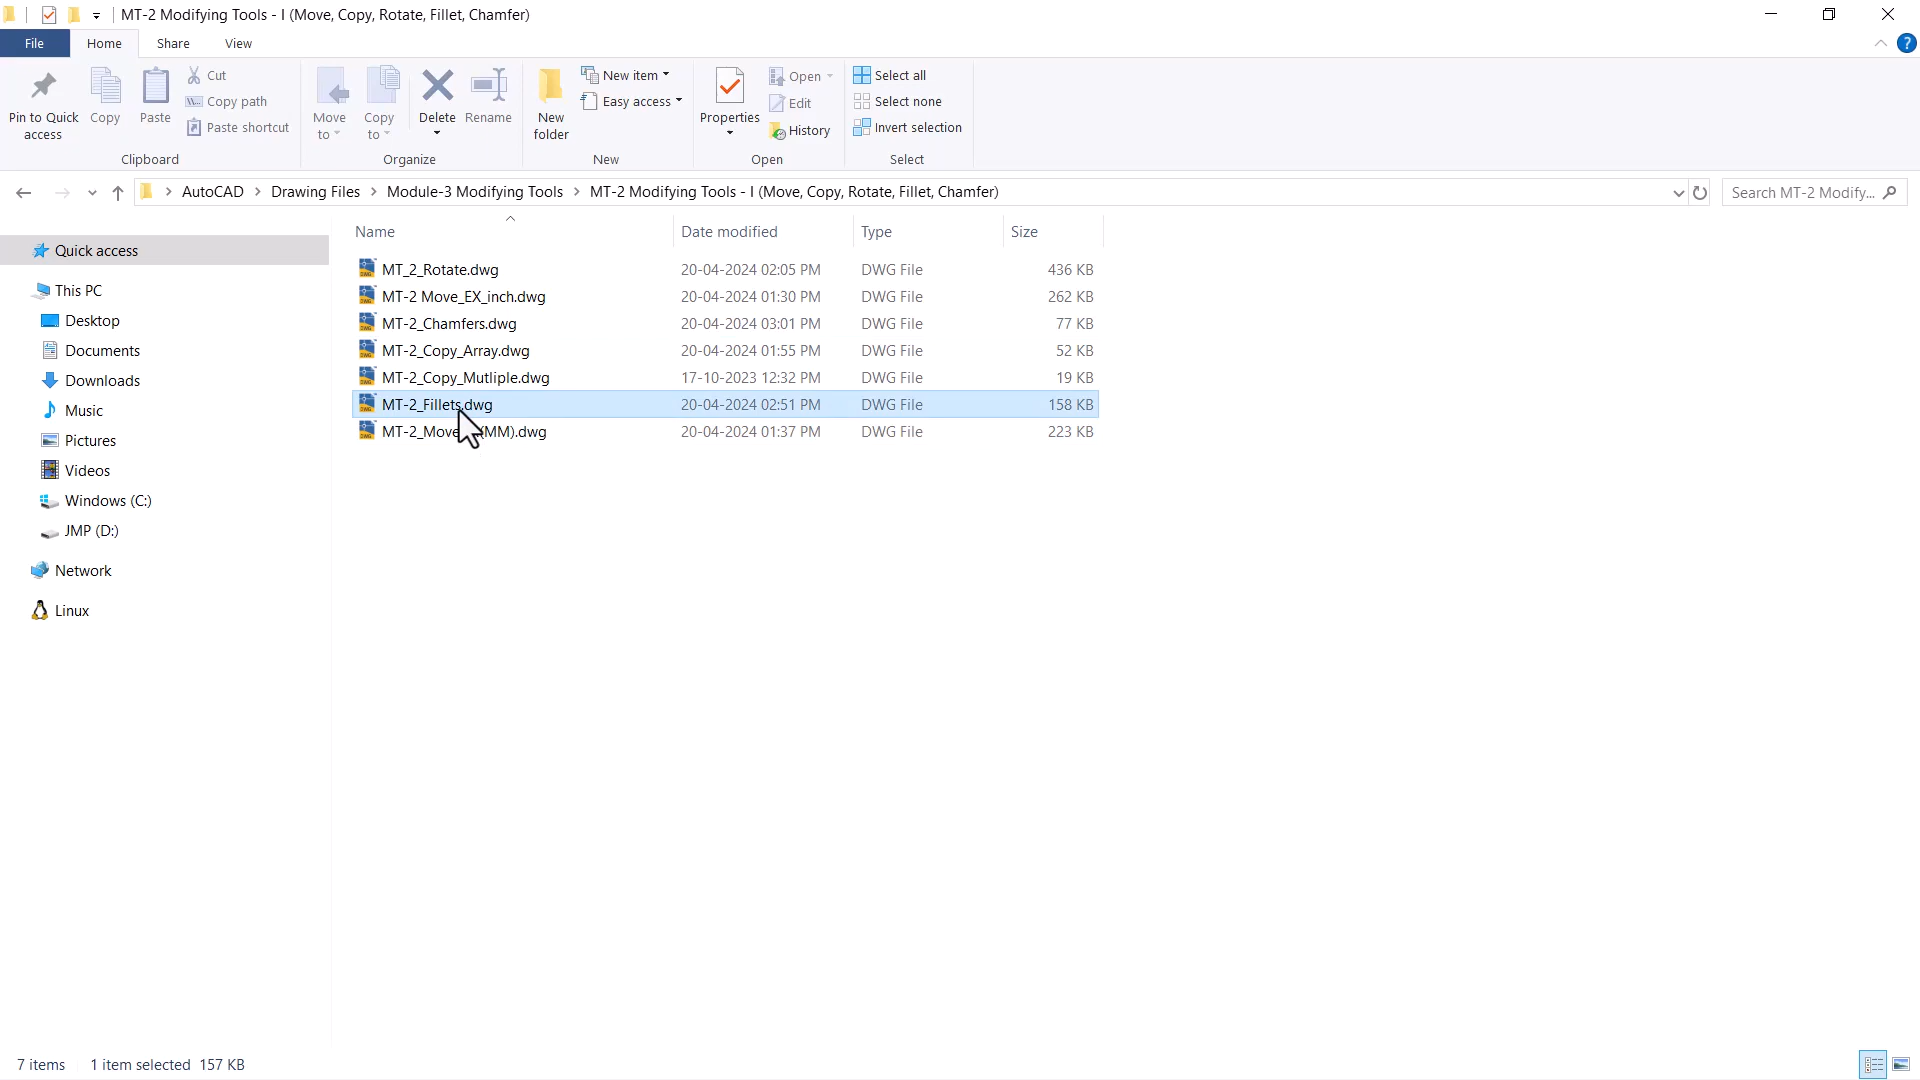 MT-2 Modifying Tools - I (Move, Copy, Rotate, Fillet, Chamfer)
File Home Share View
Pin to Quick access
Copy
Paste
Cut
Copy path
Paste shortcut
Clipboard
Move to
Copy to
Delete
Rename
Organize
New folder
New item
Easy access
New
Properties
Open
Edit
History
Open
Select all
Select none
Invert selection
Select
AutoCAD > Drawing Files > Module-3 Modifying Tools > MT-2 Modifying Tools - I (Move, Copy, Rotate, Fillet, Chamfer)
Search MT-2 Modify...
Quick access
This PC
Desktop
Documents
Downloads
Music
Pictures
Videos
Windows (C:)
JMP (D:)
Network
Linux
Name Date modified Type Size
MT_2_Rotate.dwg 20-04-2024 02:05 PM DWG File 436 KB
MT-2 Move_EX_inch.dwg 20-04-2024 01:30 PM DWG File 262 KB
MT-2_Chamfers.dwg 20-04-2024 03:01 PM DWG File 77 KB
MT-2_Copy_Array.dwg 20-04-2024 01:55 PM DWG File 52 KB
MT-2_Copy_Mutliple.dwg 17-10-2023 12:32 PM DWG File 19 KB
MT-2_Fillets.dwg 20-04-2024 02:51 PM DWG File 158 KB
MT-2_Move (MM).dwg 20-04-2024 01:37 PM DWG File 223 KB
7 items 1 item selected 157 KB